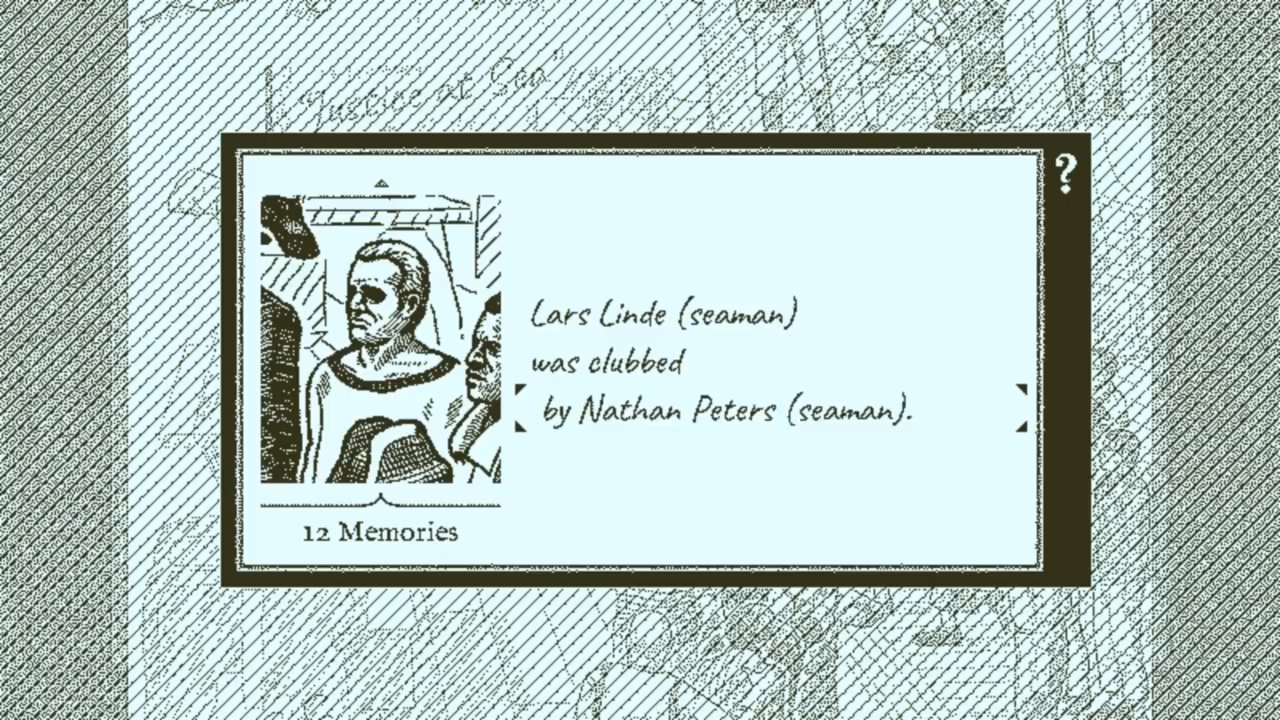 "Justice at Sea"
?
Lars Linde (seaman)
was clubbed
by Nathan Peters (seaman).
12 Memories